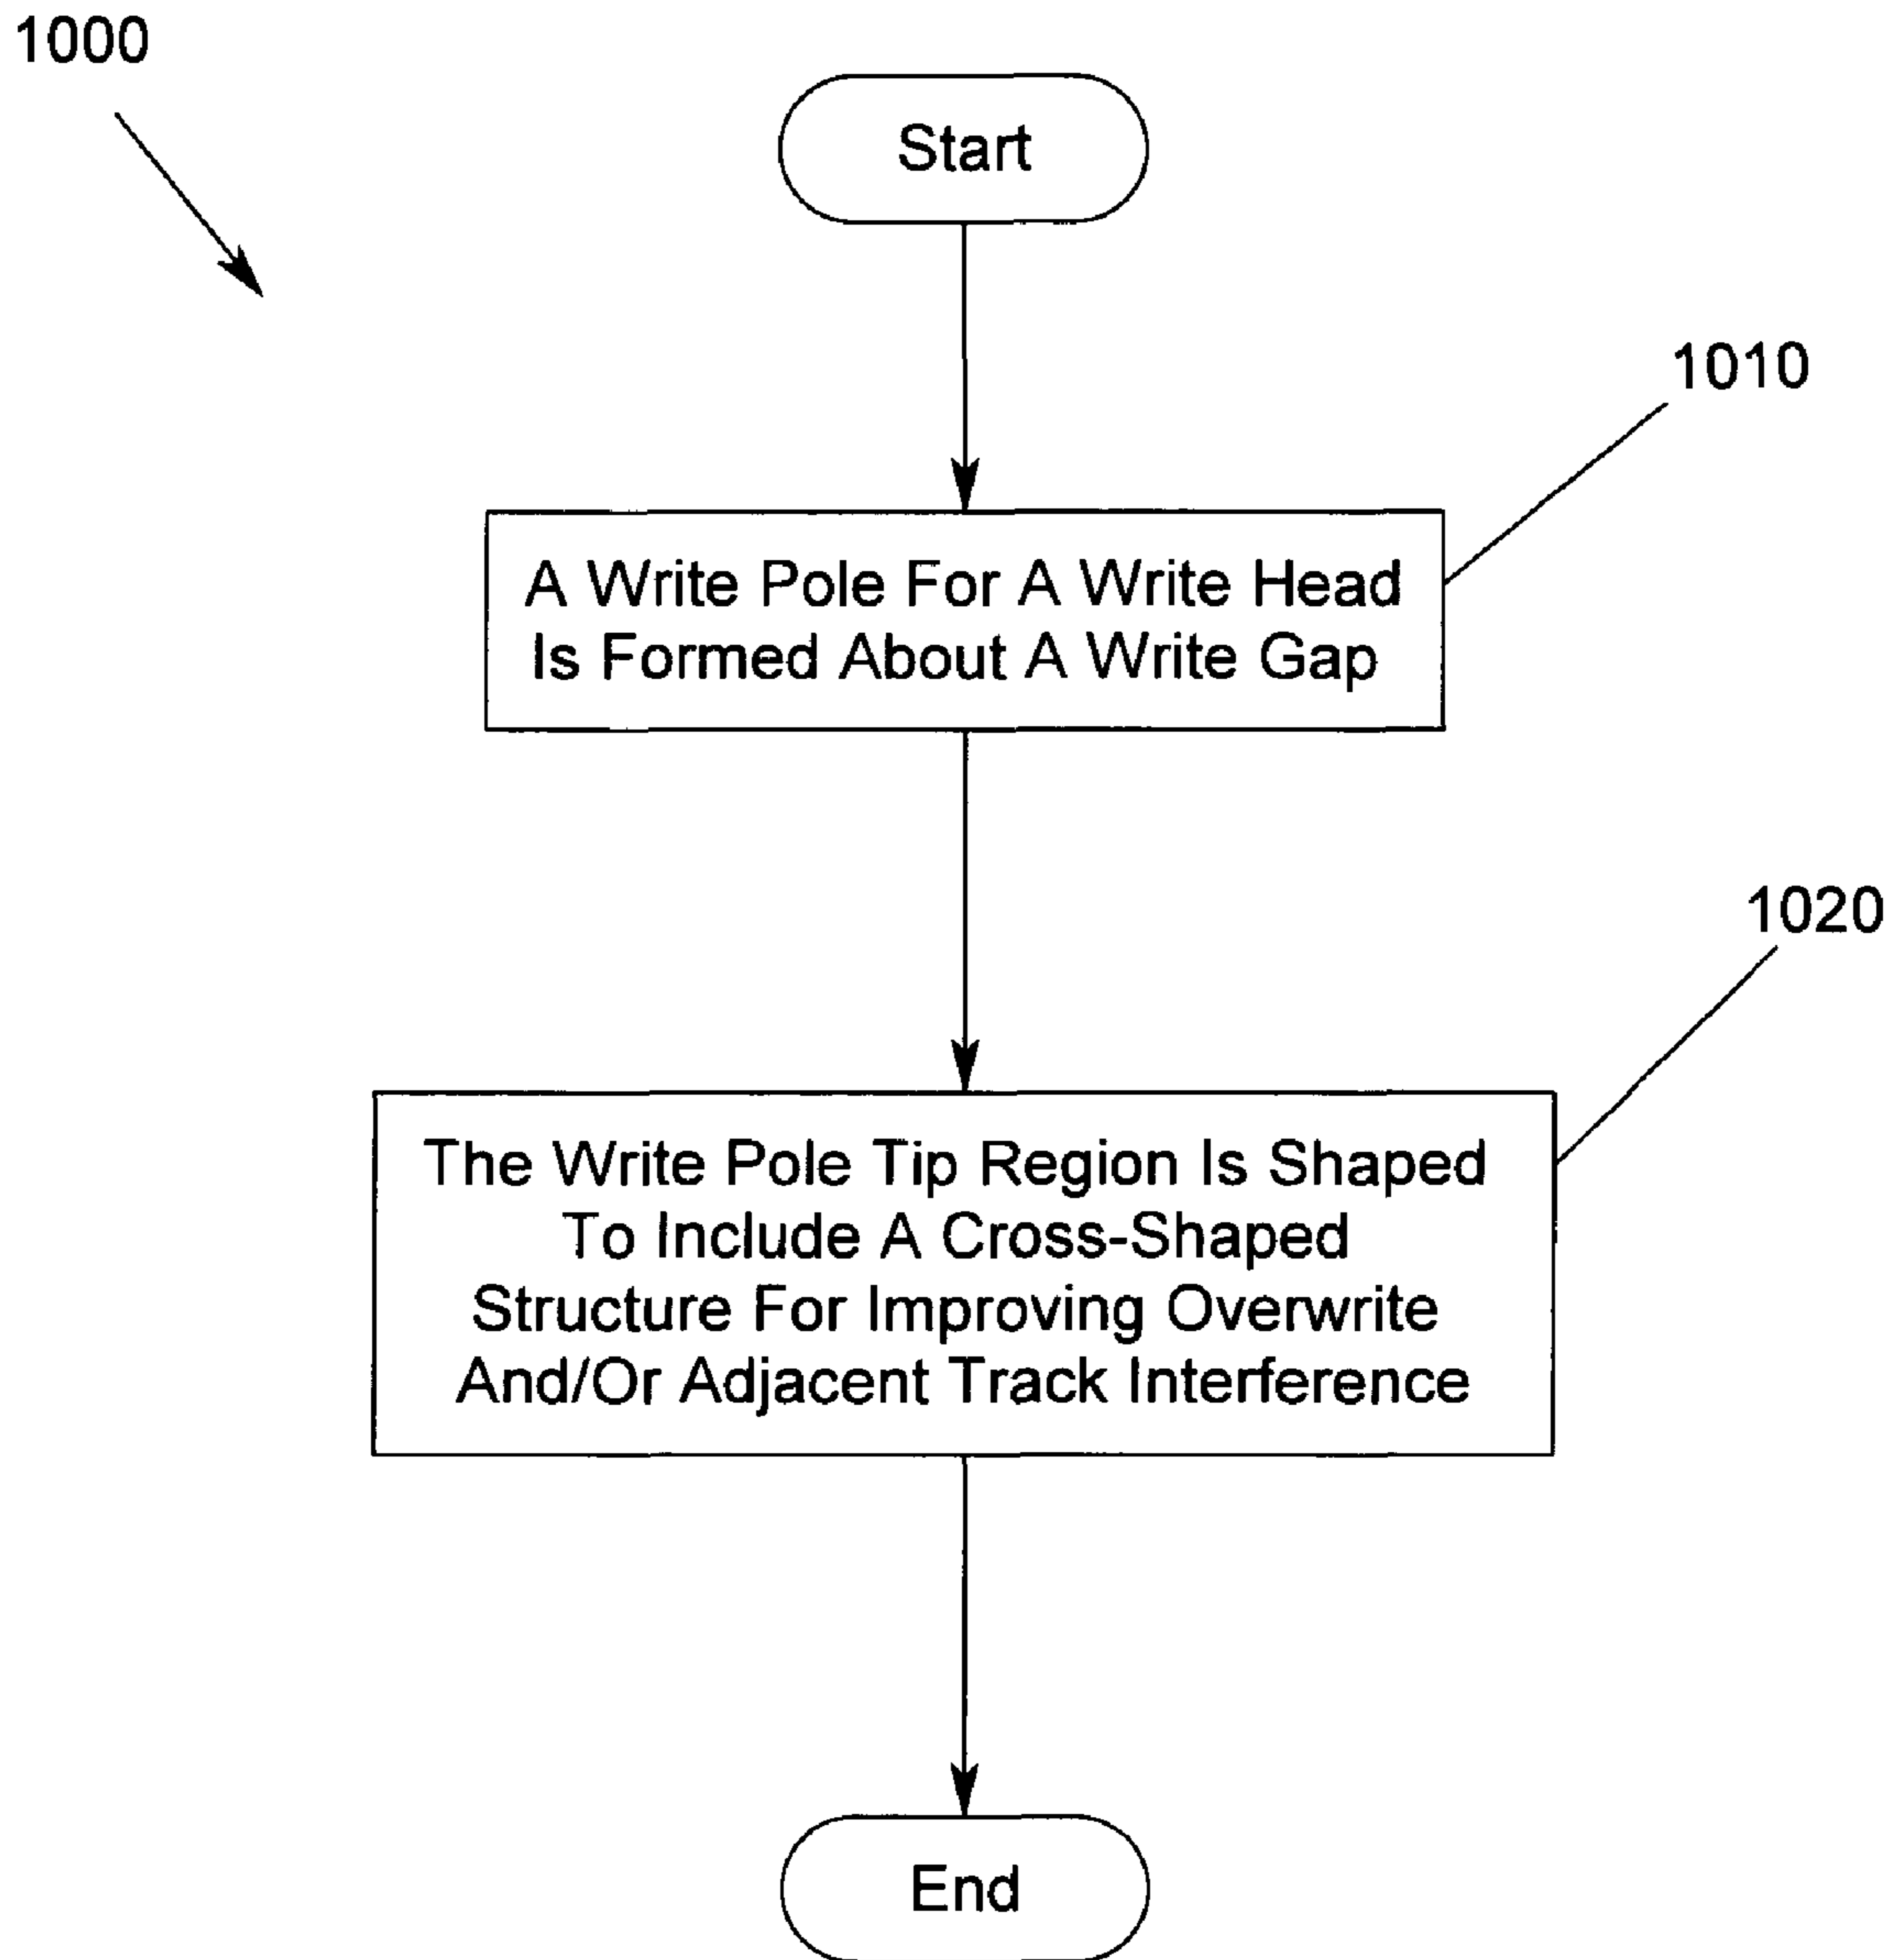 1000
Start
1010
A Write Pole For A Write Head
Is Formed About A Write Gap
1020
The Write Pole Tip Region Is Shaped
To Include A Cross-Shaped
Structure For Improving Overwrite
And/Or Adjacent Track Interference
End